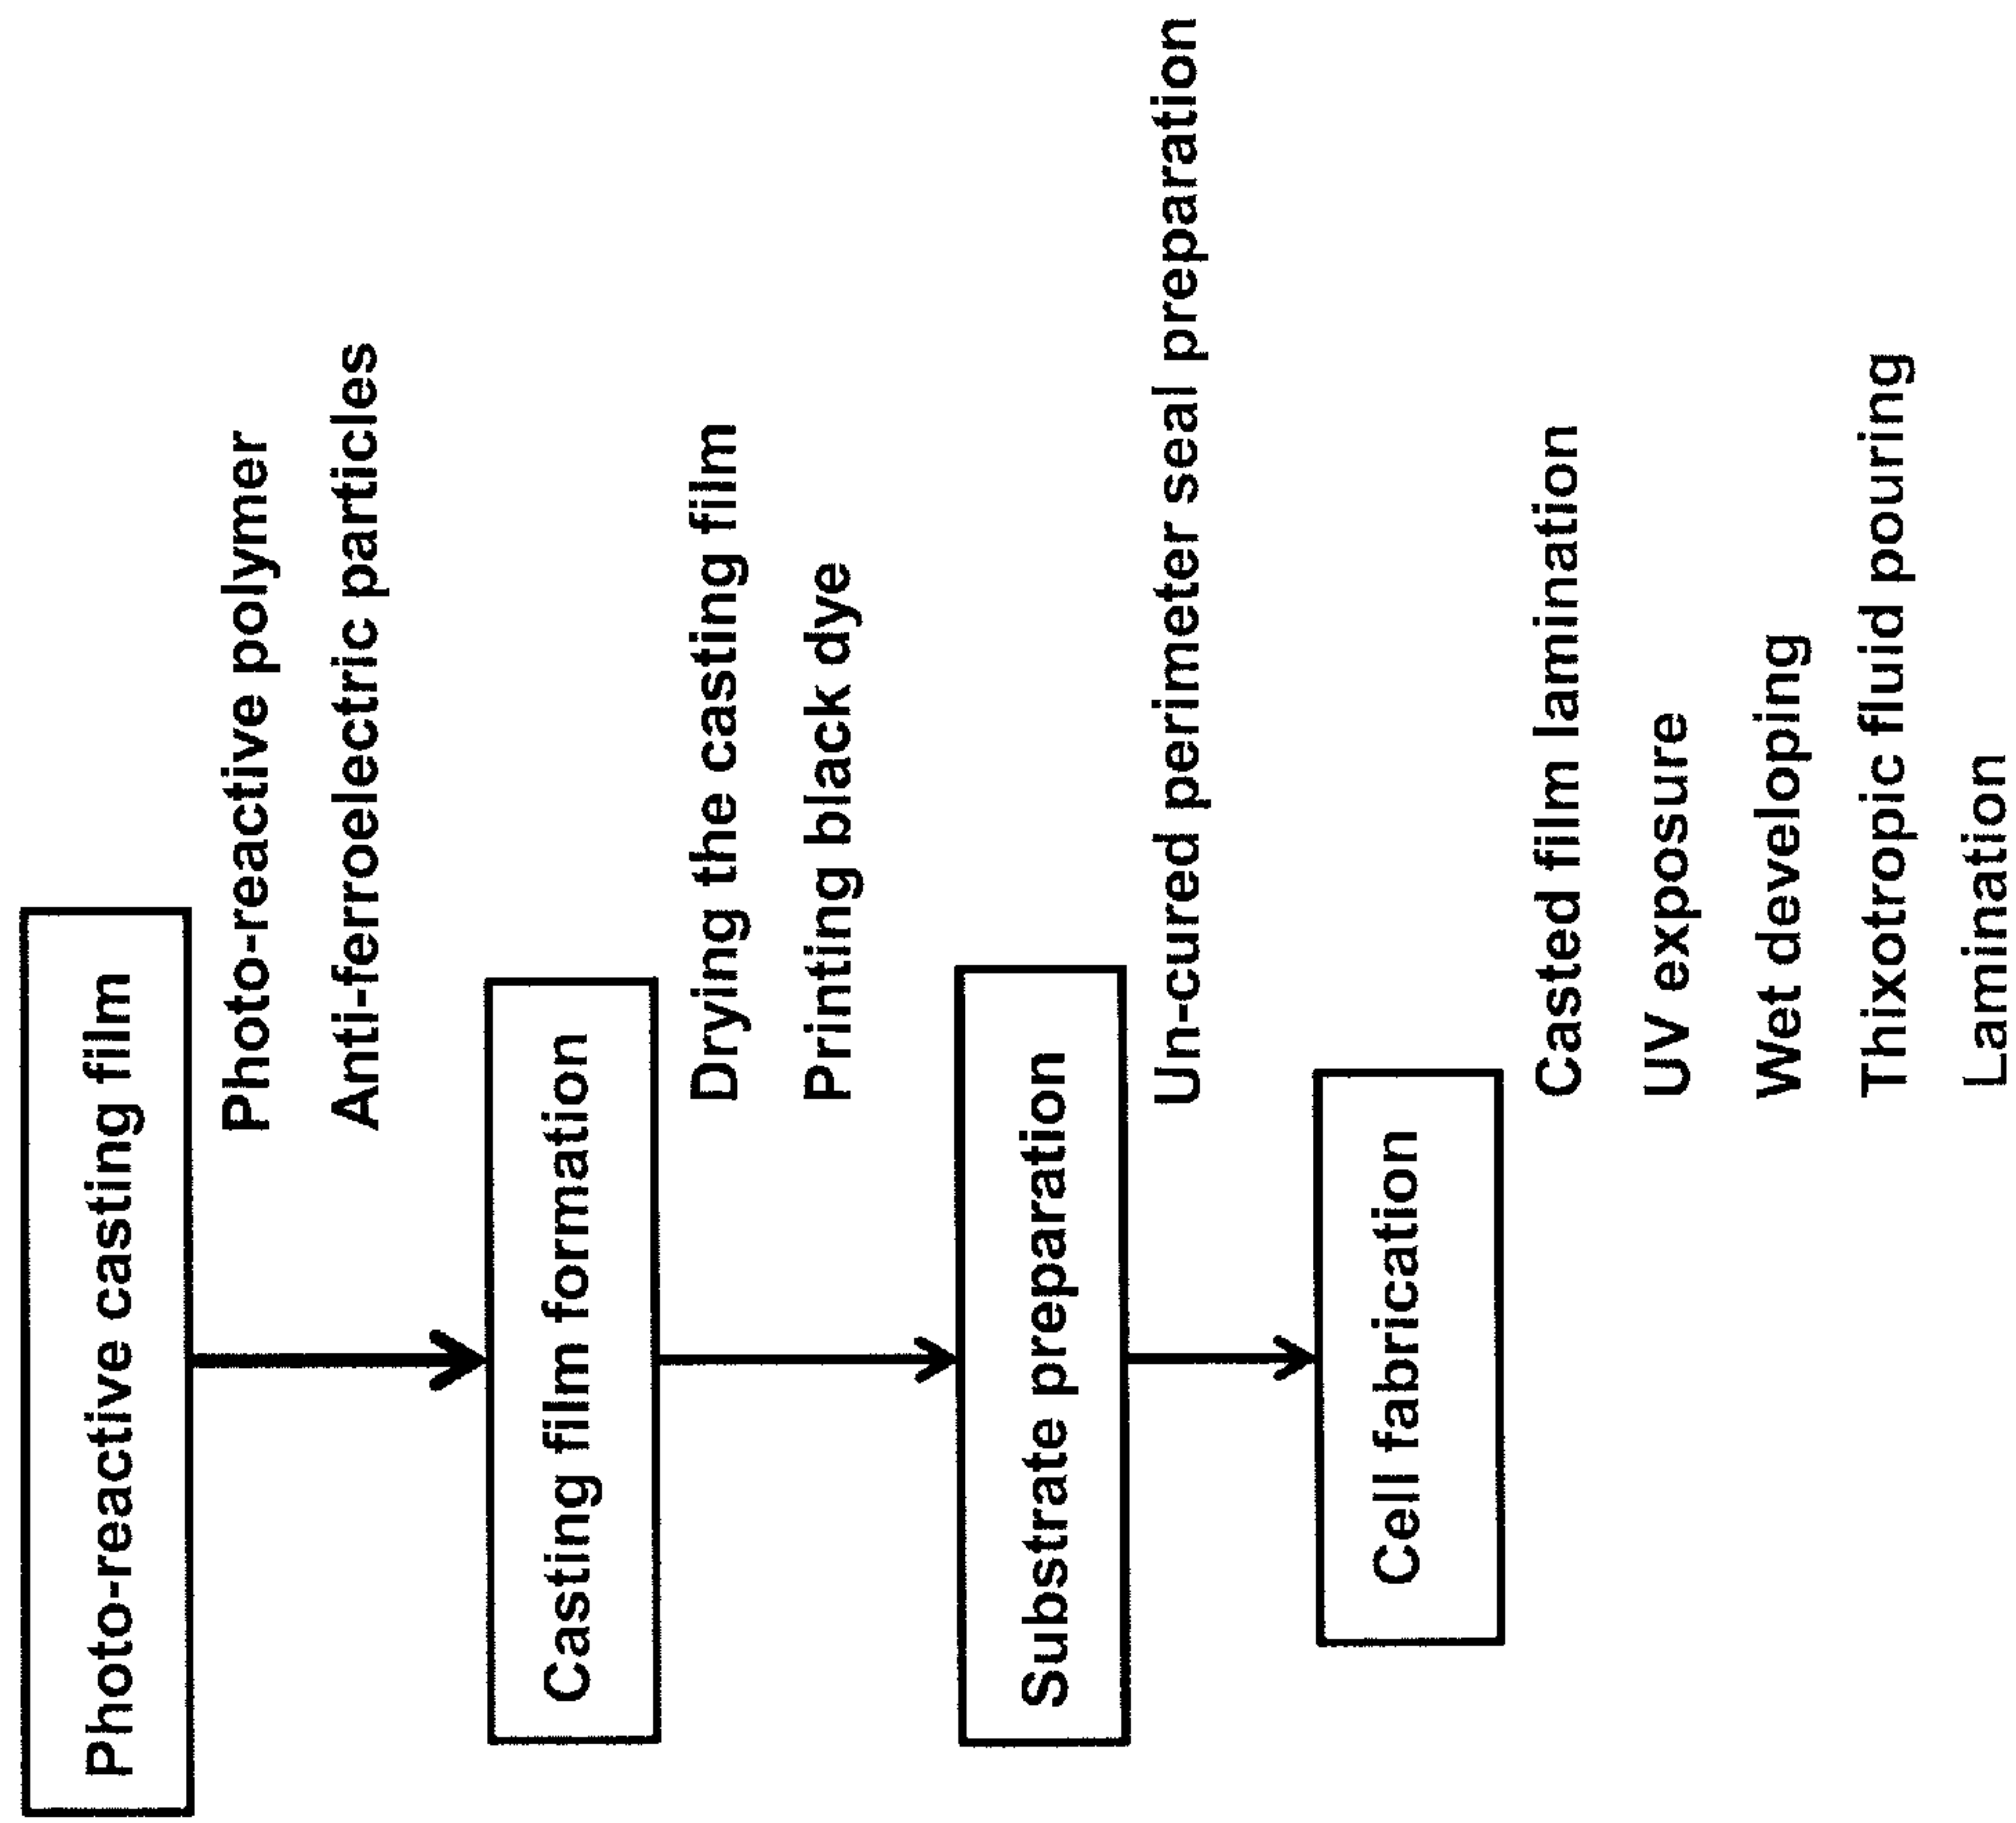 Photo-reactive casting film
Photo-reactive polymer
Anti-ferroelectric particles
Casting film formation
Drying the casting film
Printing black dye
Substrate preparation
Un-cured perimeter seal preparation
Cell fabrication
Casted film lamination
UV exposure
Wet developing
Thixotropic fluid pouring
Lamination